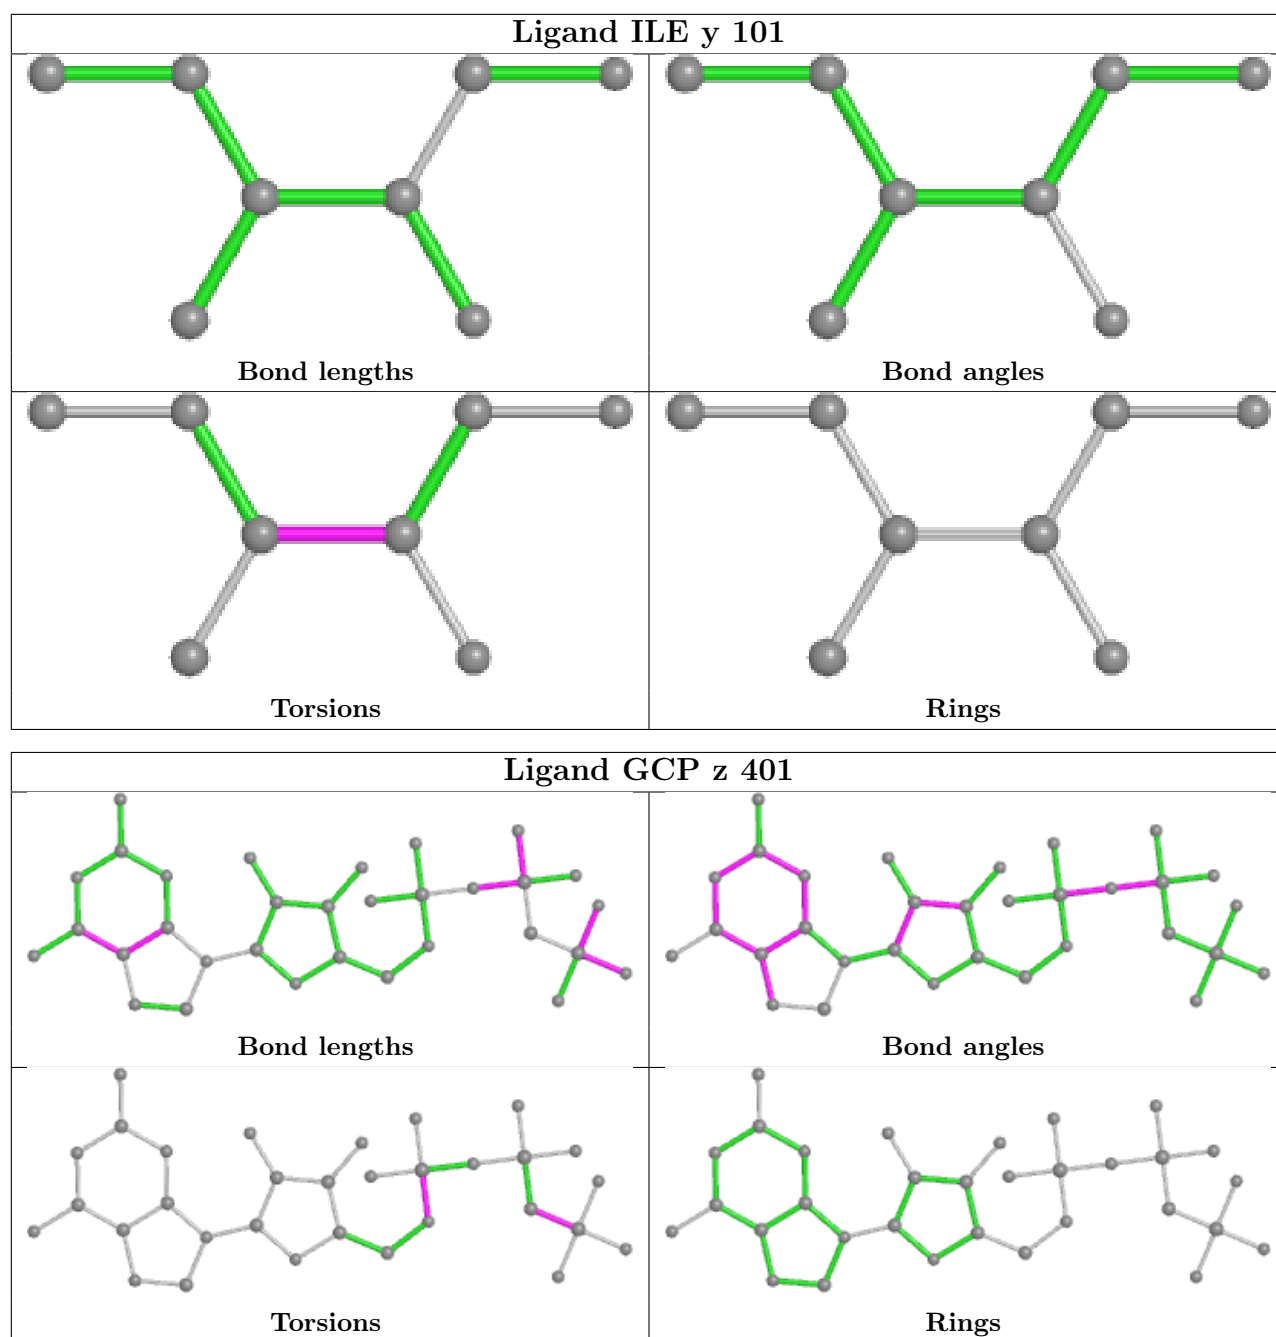 Ligand ILE y 101
Bond lengths
Bond angles
Torsions
Rings
Ligand GCP z 401
Bond lengths
Bond angles
Torsions
Rings